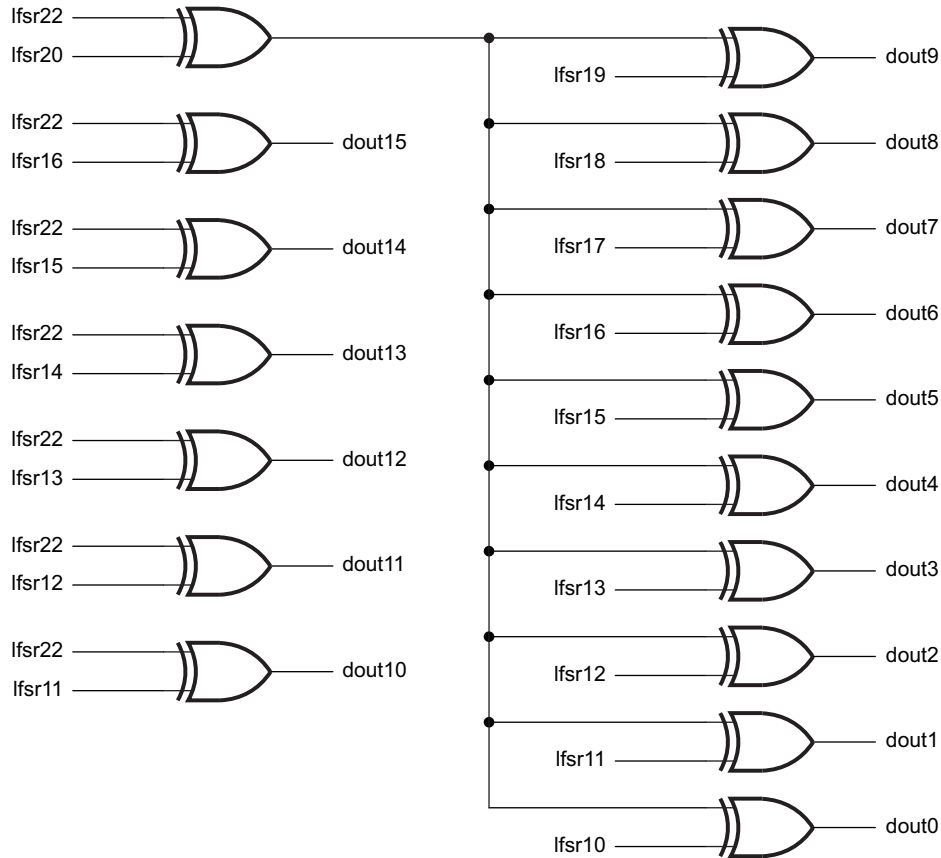 lfsr22
lfsr20
lfsr22
lfsr16
dout15
lfsr22
lfsr15
dout14
lfsr22
lfsr14
dout13
lfsr22
lfsr13
dout12
lfsr22
lfsr12
dout11
lfsr22
lfsr11
dout10
lfsr19
dout9
lfsr18
dout8
lfsr17
dout7
lfsr16
dout6
lfsr15
dout5
lfsr14
dout4
lfsr13
dout3
lfsr12
dout2
lfsr11
dout1
lfsr10
dout0